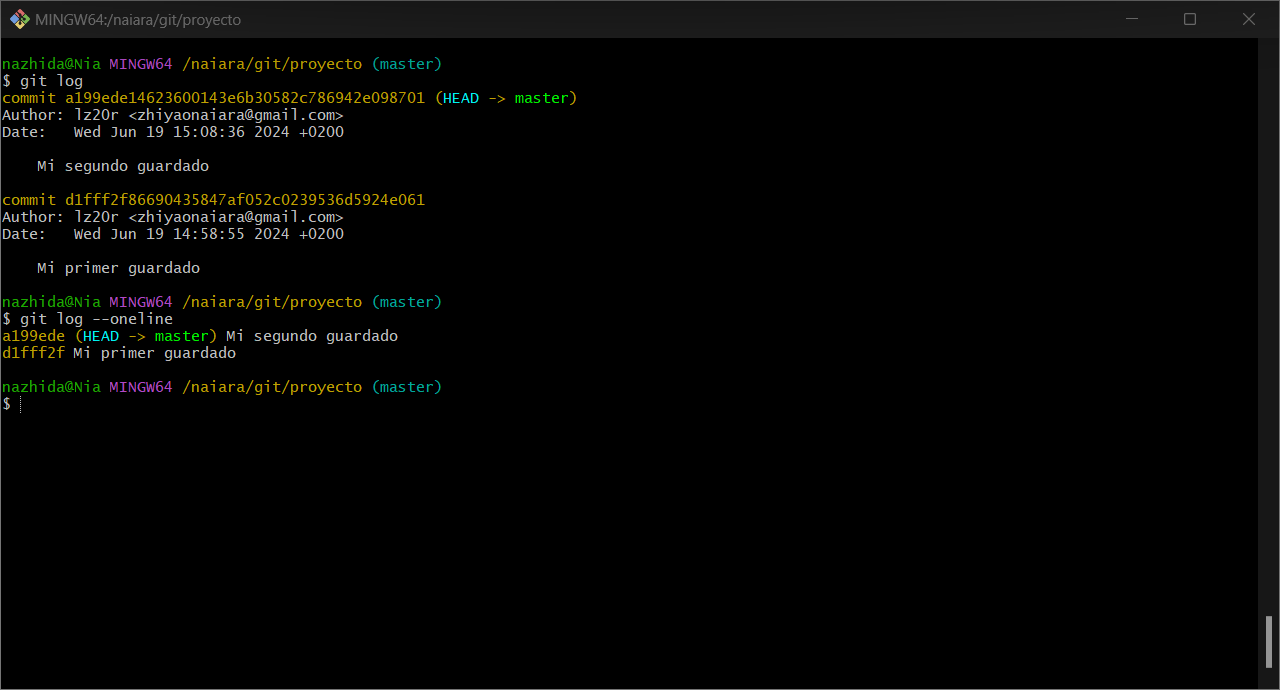 MINGW64:/naiara/git/proyecto
nazhida@Nia MINGW64 /naiara/git/proyecto (master)
$ git log
commit a199ede14623600143e6b30582c786942e098701 (HEAD -> master)
Author: lz20r <zhiyaonaiara@gmail.com>
Date:   Wed Jun 19 15:08:36 2024 +0200
    Mi segundo guardado
commit d1fff2f86690435847af052c0239536d5924e061
Author: lz20r <zhiyaonaiara@gmail.com>
Date:   Wed Jun 19 14:58:55 2024 +0200
    Mi primer guardado
nazhida@Nia MINGW64 /naiara/git/proyecto (master)
$ git log --oneline
a199ede (HEAD -> master) Mi segundo guardado
d1fff2f Mi primer guardado
nazhida@Nia MINGW64 /naiara/git/proyecto (master)
$